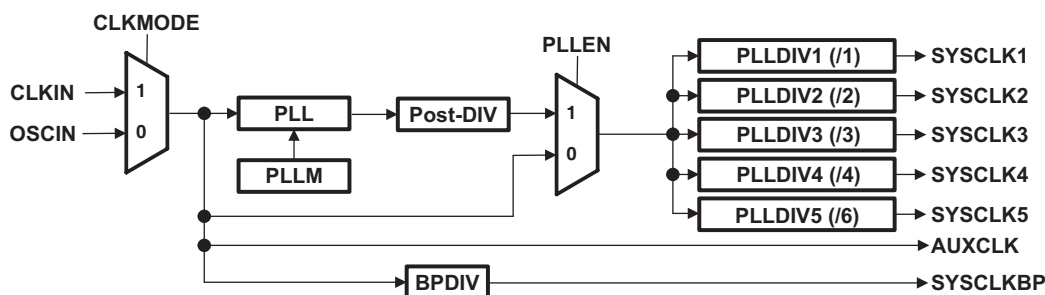 CLKMODE
PLLEN
CLKIN
OSCIN
1
0
PLL
PLLM
Post-DIV
1
0
PLLDIV1 (/1)
SYSCLK1
PLLDIV2 (/2)
SYSCLK2
PLLDIV3 (/3)
SYSCLK3
PLLDIV4 (/4)
SYSCLK4
PLLDIV5 (/6)
SYSCLK5
AUXCLK
BPDIV
SYSCLKBP